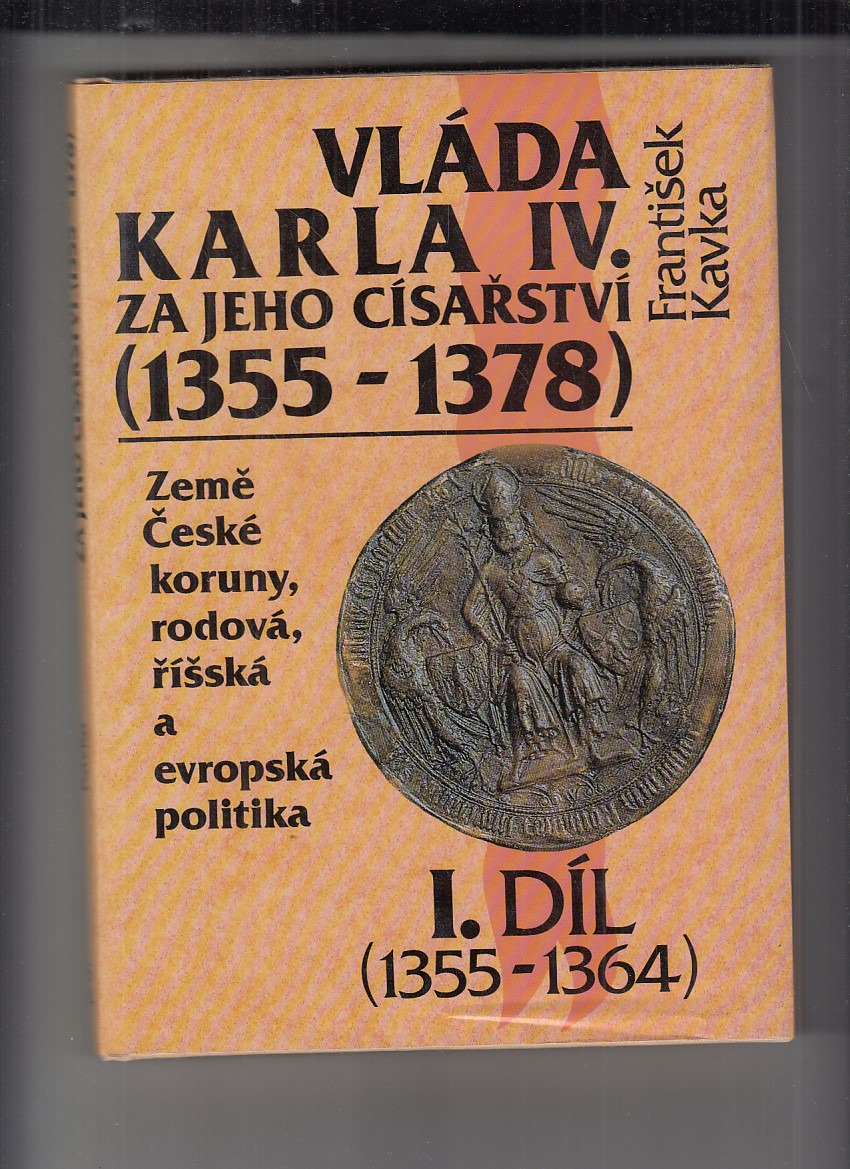 VLÁDA
KARLA IV.
ZA JEHO CÍSAŘSTVÍ
(1355 - 1378)
František
Kavka
Země
České
koruny,
rodová,
říšská
a
evropská
politika
I. DÍL
(1355-1364)